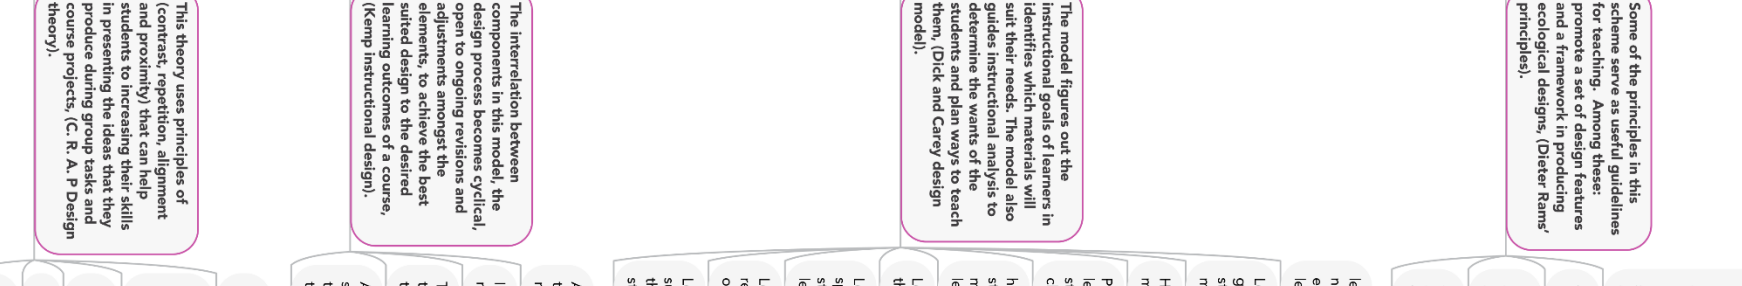 This theory uses principles of
(contrast, repetition, alignment
and proximity) that can help
students to increasing their skills
in presenting the ideas that they
produce during group tasks and
course projects, (C. R. A. P Design
theory).
The interrelation between
components in this model, the
design process becomes cyclical,
open to ongoing revisions and
adjustments amongst the
elements, to achieve the best
suited design to the desired
learning outcomes of a course,
(Kemp instructional design).
The model figures out the
instructional goals of learners in
identifies which materials will
suit their needs. The model also
guides instructional analysis to
determine the wants of the
students and plan ways to teach
them, (Dick and Carey design
model).
Some of the principles in this
scheme serve as useful guidelines
for teaching. Among these:
promote a set of design features
and a framework in producing
ecological designs, (Dieter Rams'
principles).